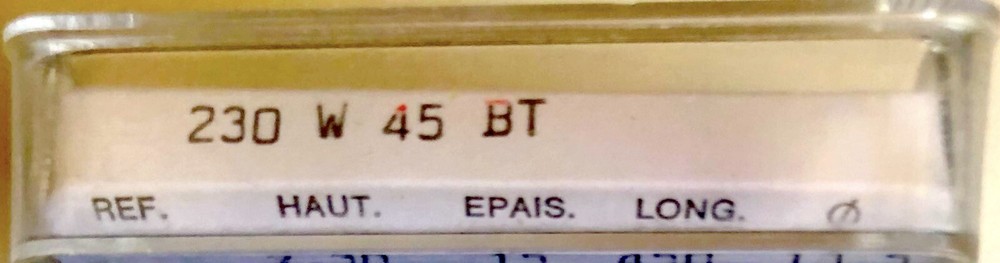 230 W 45 BT
REF. HAUT. EPAIS. LONG. Ø